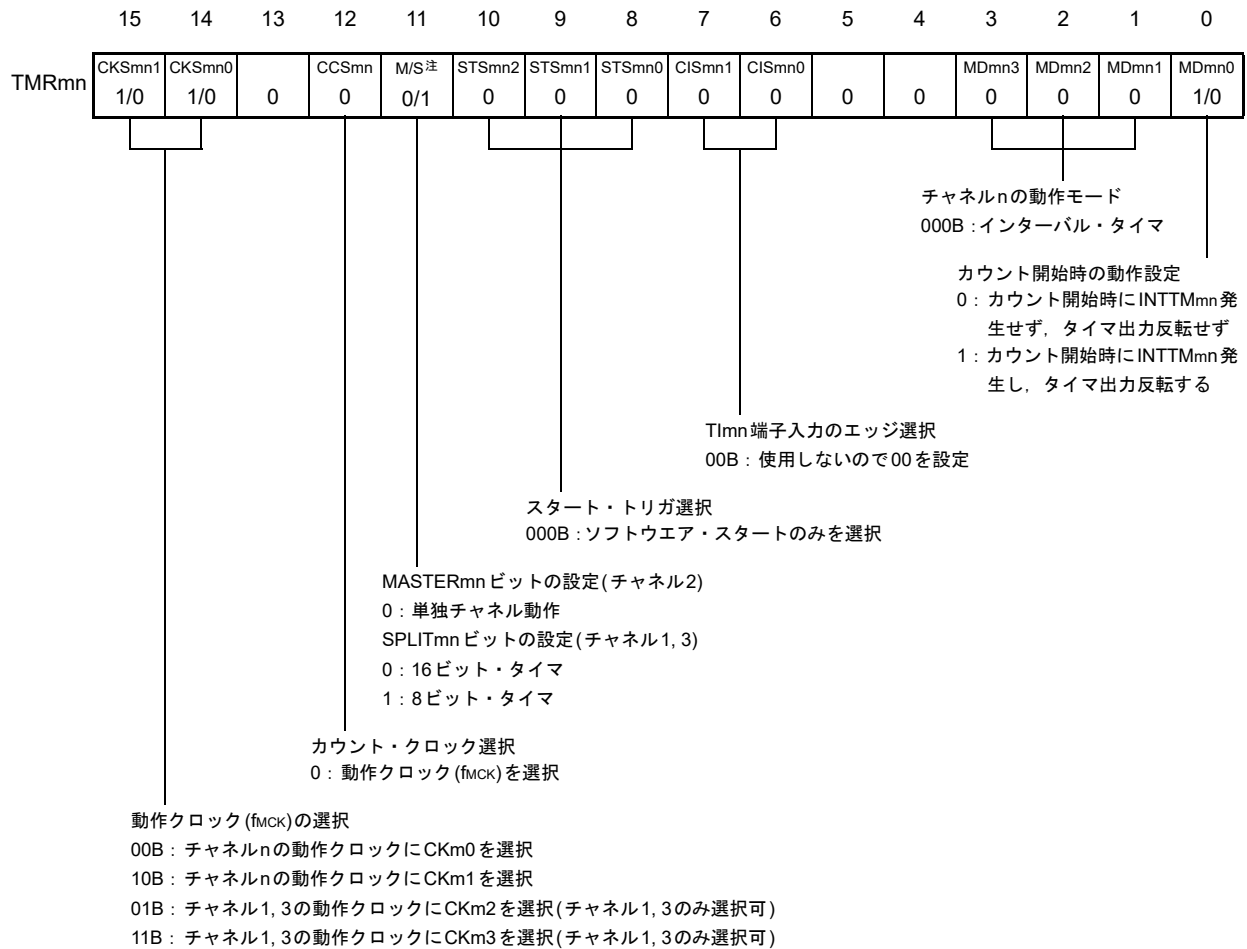 15 14 13 12 11 10 9 8 7 6 5 4 3 2 1 0
TMRmn
CKSmn1 CKSmn0 CCSmn M/S注 STSmn2 STSmn1 STSmn0 CISmn1 CISmn0 MDmn3 MDmn2 MDmn1 MDmn0
1/0 1/0 0 0 0/1 0 0 0 0 0 0 0 0 0 0 1/0
チャネルnの動作モード
000B：インターバル・タイマ
カウント開始時の動作設定
0：カウント開始時にINTTMmn発
生せず，タイマ出力反転せず
1：カウント開始時にINTTMmn発
生し，タイマ出力反転する
TImn端子入力のエッジ選択
00B：使用しないので00を設定
スタート・トリガ選択
000B：ソフトウエア・スタートのみを選択
MASTERmnビットの設定(チャネル2)
0：単独チャネル動作
SPLITmnビットの設定(チャネル1, 3)
0：16ビット・タイマ
1：8ビット・タイマ
カウント・クロック選択
0：動作クロック(fMCK)を選択
動作クロック(fMCK)の選択
00B：チャネルnの動作クロックにCKm0を選択
10B：チャネルnの動作クロックにCKm1を選択
01B：チャネル1, 3の動作クロックにCKm2を選択(チャネル1, 3のみ選択可)
11B：チャネル1, 3の動作クロックにCKm3を選択(チャネル1, 3のみ選択可)